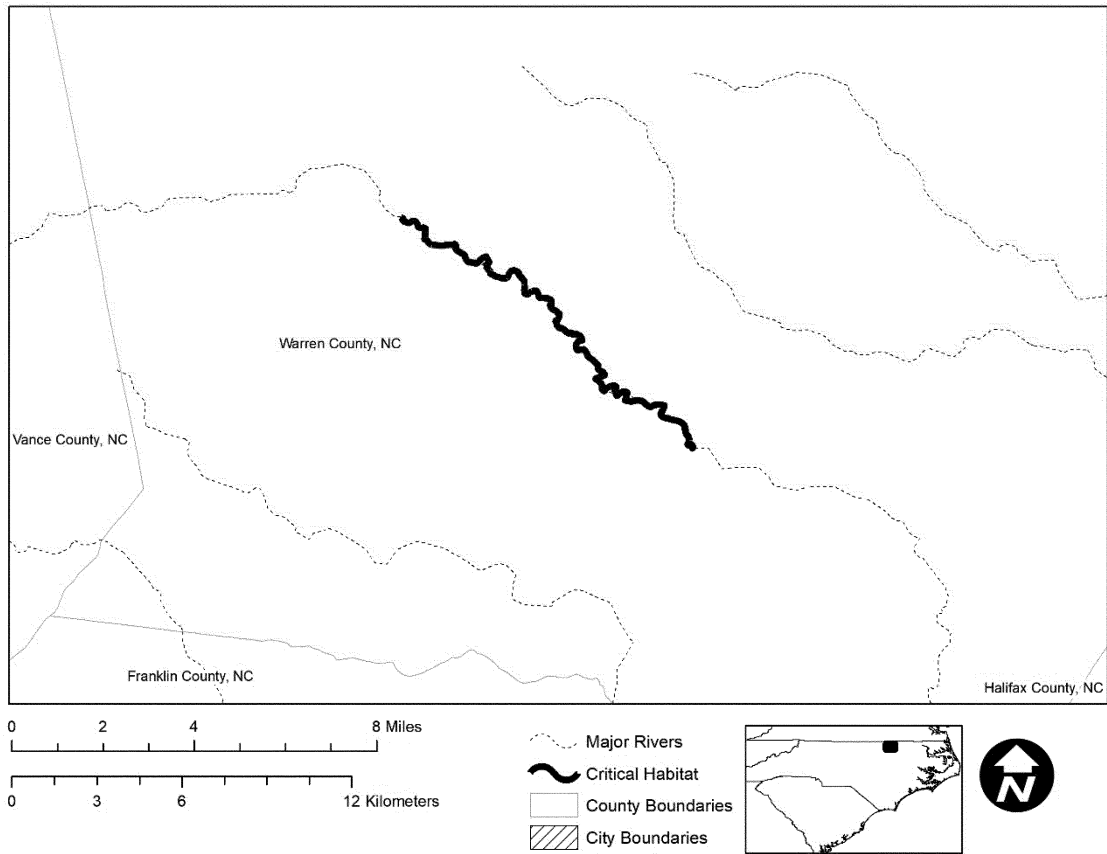 Warren County, NC
Vance County, NC
Franklin County, NC
Halifax County, NC
0 2 4 8 Miles
0 3 6 12 Kilometers
Major Rivers
Critical Habitat
County Boundaries
City Boundaries
N